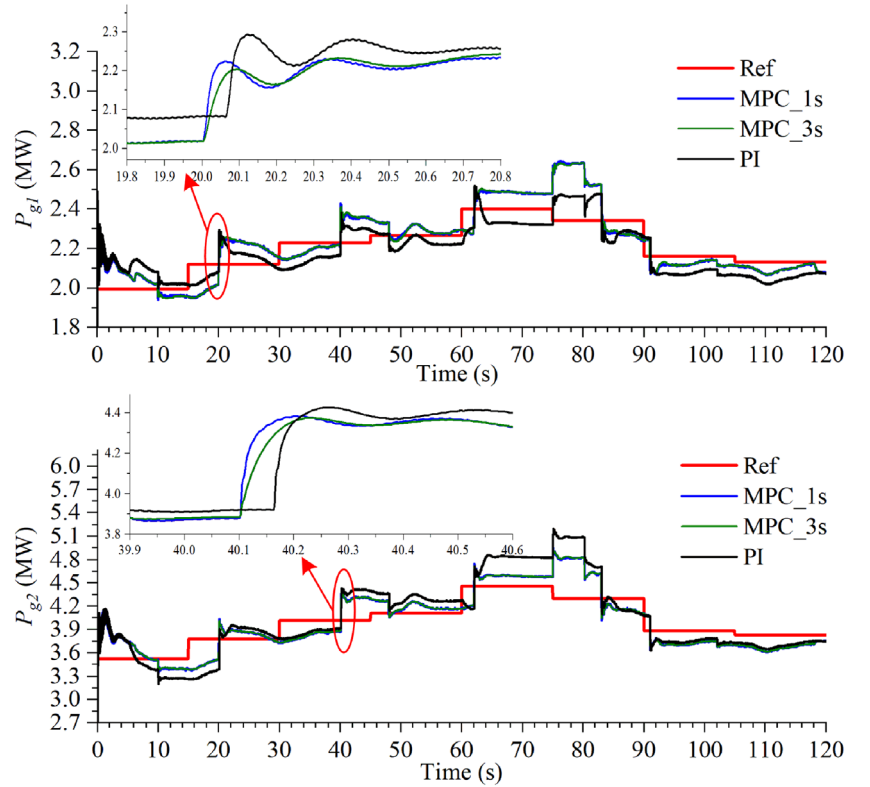 2.3
2.2
2.1
2.0
19.8 19.9 20.0 20.1 20.2 20.3 20.4 20.5 20.6 20.7 20.8
3.2
3.0
2.8
2.6
2.4
2.2
2.0
1.8
P_g1 (MW)
Ref
MPC_1s
MPC_3s
PI
0 10 20 30 40 50 60 70 80 90 100 110 120
Time (s)
4.4
4.2
4.0
3.8
39.9 40.0 40.1 40.2 40.3 40.4 40.5 40.6
6.0
5.7
5.4
5.1
4.8
4.5
4.2
3.9
3.6
3.3
3.0
2.7
P_g2 (MW)
Ref
MPC_1s
MPC_3s
PI
0 10 20 30 40 50 60 70 80 90 100 110 120
Time (s)